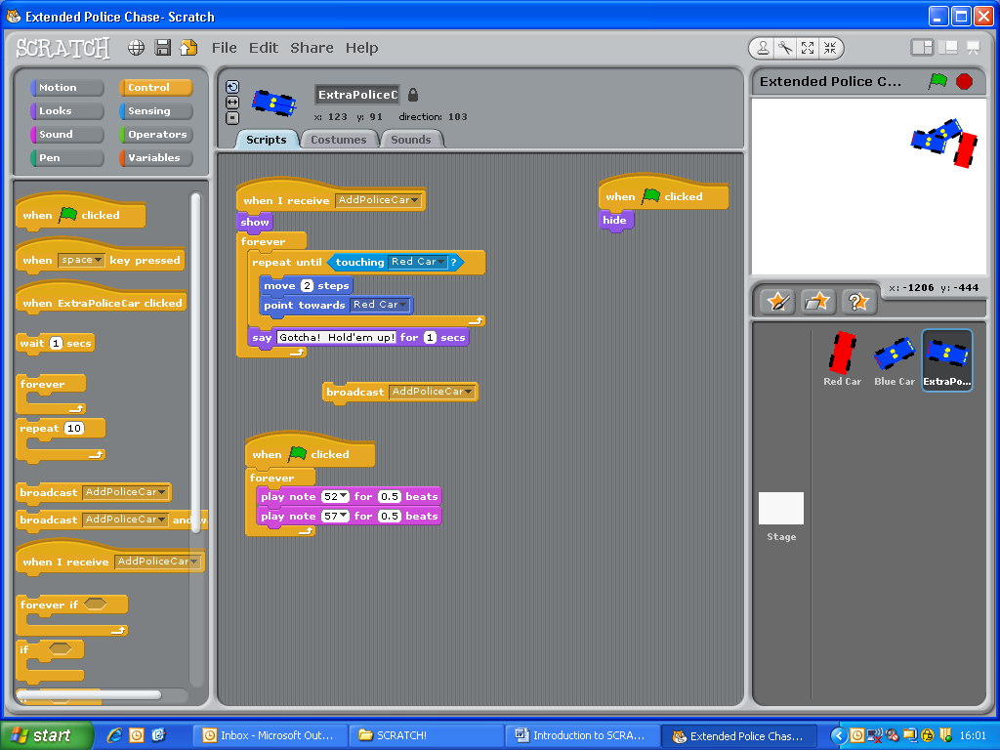 Extended Police Chase- Scratch
SCRATCH
File Edit Share Help
Motion Control
Looks Sensing
Sound Operators
Pen Variables
when clicked
when space key pressed
when ExtraPoliceCar clicked
wait 1 secs
forever
repeat 10
broadcast AddPoliceCar
broadcast AddPoliceCar and w
when I receive AddPoliceCar
forever if
if
ExtraPoliceC
x: 123 y: 91 direction: 103
Scripts Costumes Sounds
when I receive AddPoliceCar
show
forever
repeat until touching Red Car ?
move 2 steps
point towards Red Car
say Gotcha! Hold'em up! for 1 secs
broadcast AddPoliceCar
when clicked
forever
play note 52 for 0.5 beats
play note 57 for 0.5 beats
when clicked
hide
Extended Police C...
x: -1206 y: -444
Red Car Blue Car ExtraPo...
Stage
start
Inbox - Microsoft Out...
SCRATCH!
Introduction to SCRA...
Extended Police Chas...
16:01